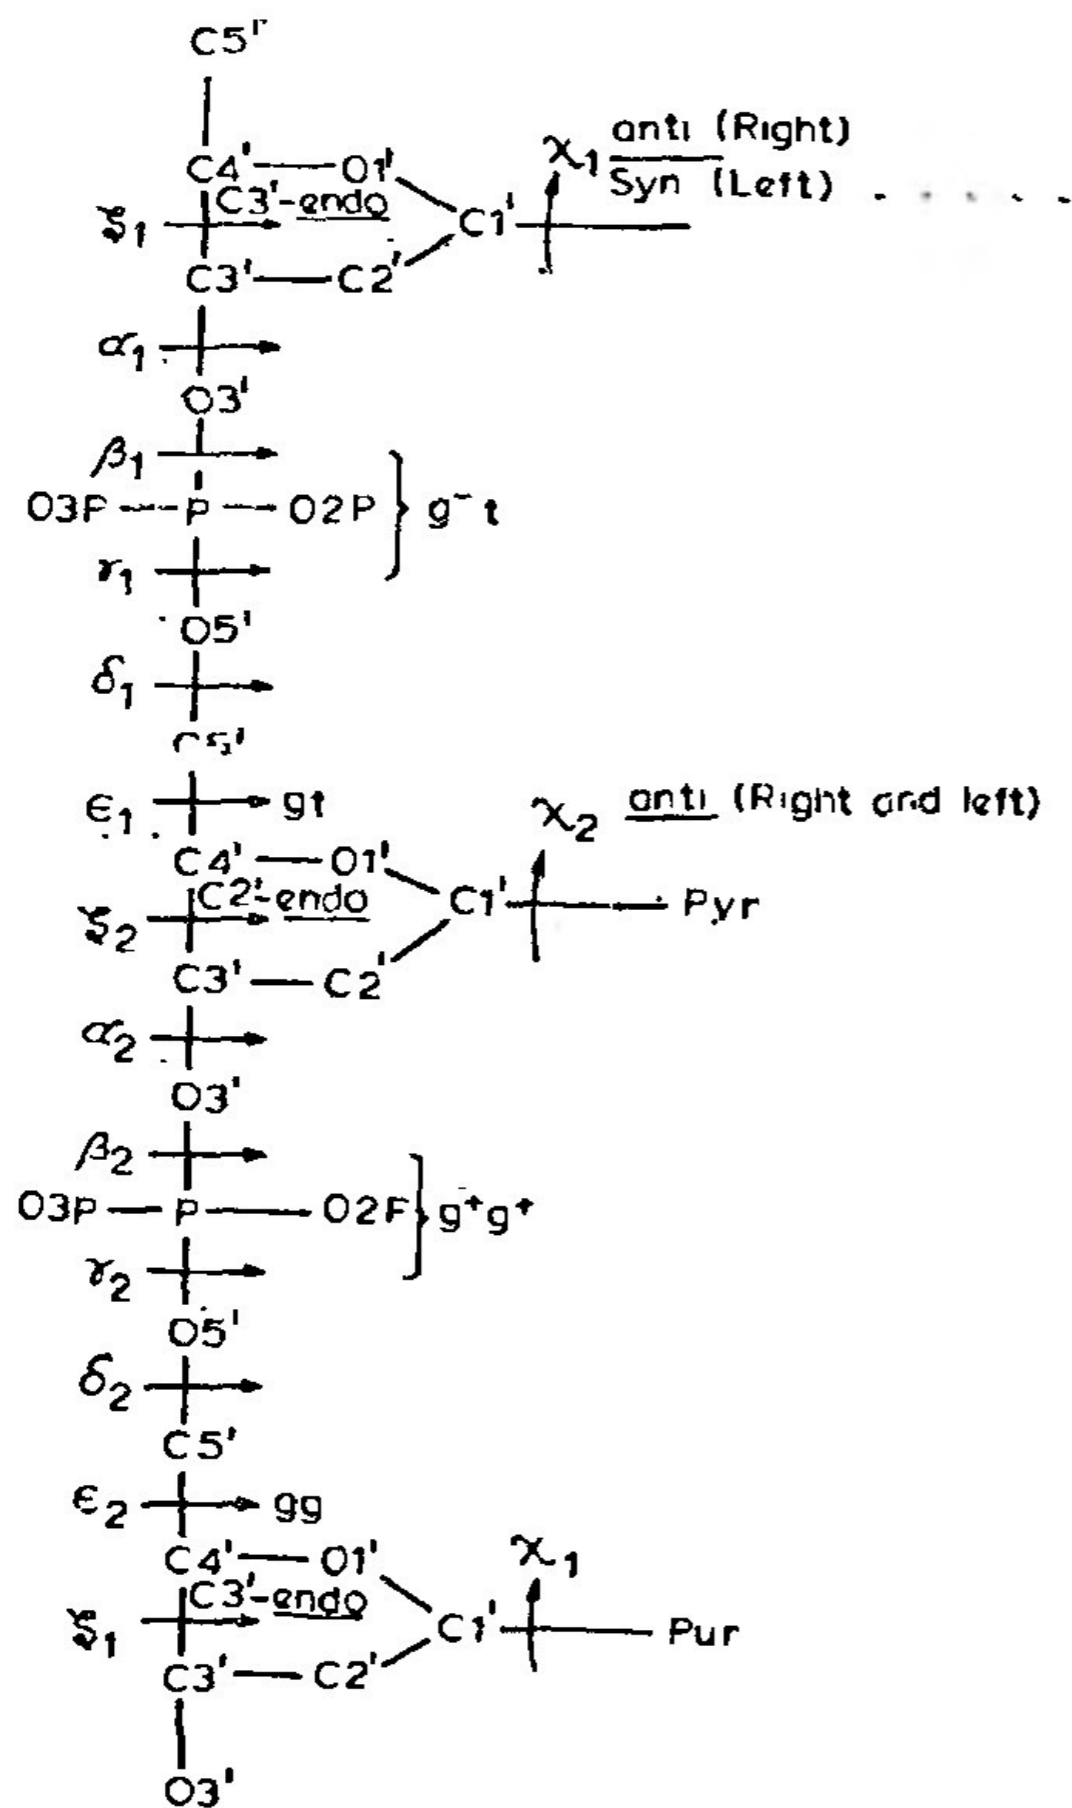 C5'
C4' O1' χ1 anti (Right)
Syn (Left)
C3'-endo
ξ1 C1'
C3' C2'
α1
O3'
β1
O3P P O2P } g⁻t
γ1
O5'
δ1
C5'
ε1 gt χ2 anti (Right and left)
C4' O1'
C2'-endo
ξ2 C1' Pyr
C3' C2'
α2
O3'
β2
O3P P O2P } g⁺g⁺
γ2
O5'
δ2
C5'
ε2 gg
C4' O1' χ1
C3'-endo
ξ1 C1' Pur
C3' C2'
O3'